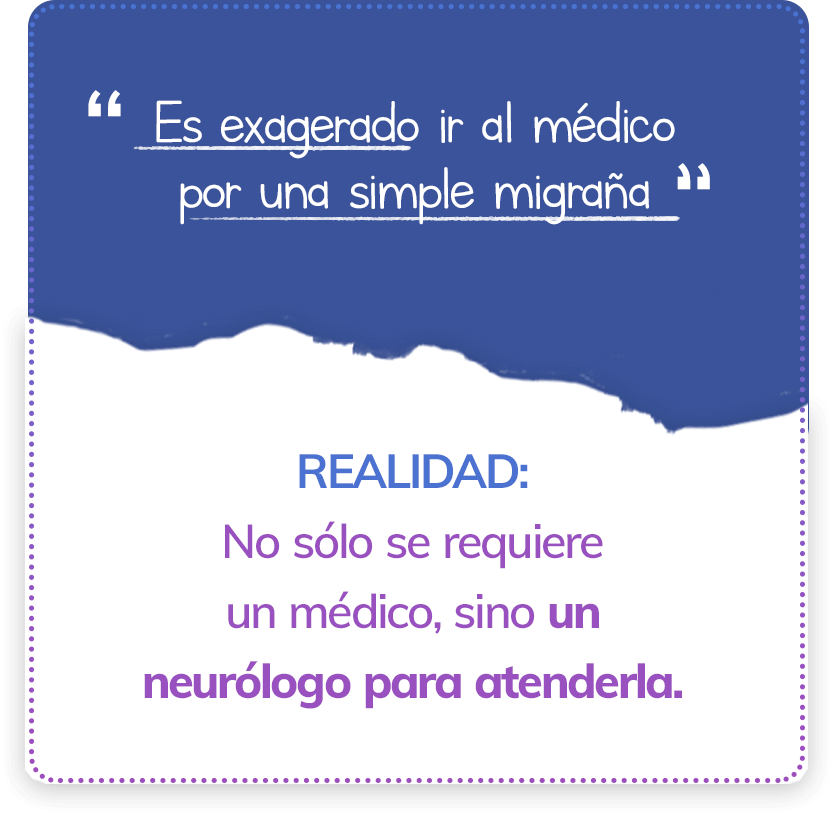 “Es exagerado ir al médico
por una simple migraña”
REALIDAD:
No sólo se requiere
un médico, sino un
neurólogo para atenderla.